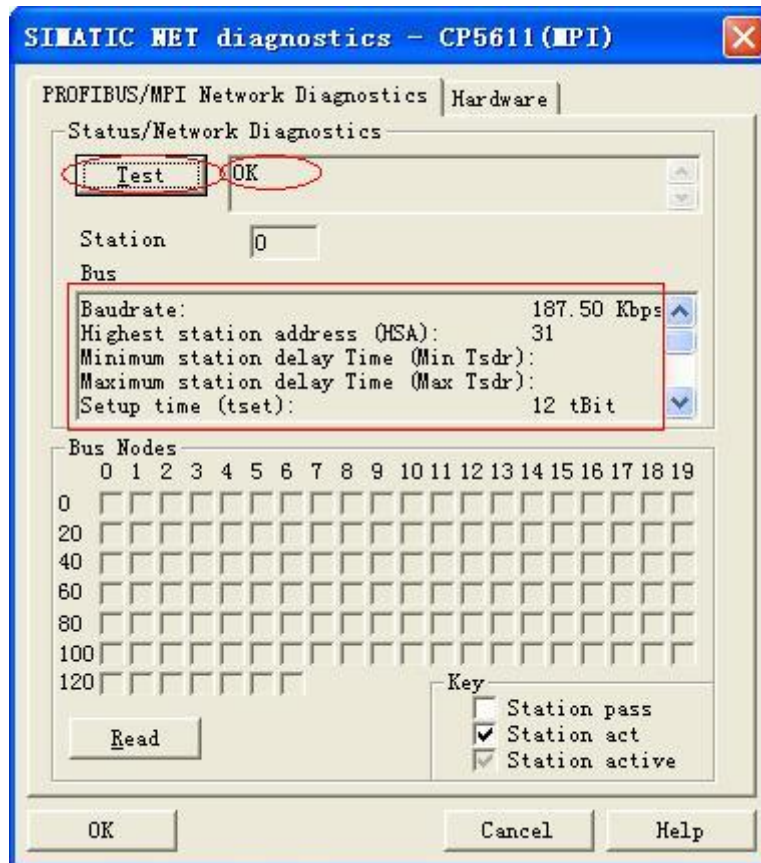 SIMATIC NET diagnostics - CP5611(MPI)
PROFIBUS/MPI Network Diagnostics Hardware
Status/Network Diagnostics
Test OK
Station 0
Bus
Baudrate: 187.50 Kbps
Highest station address (HSA): 31
Minimum station delay Time (Min Tsdr):
Maximum station delay Time (Max Tsdr):
Setup time (tset): 12 tBit
Bus Nodes
0 1 2 3 4 5 6 7 8 9 10 11 12 13 14 15 16 17 18 19
0
20
40
60
80
100
120
Key
Station pass
Read
Station act
Station active
OK Cancel Help